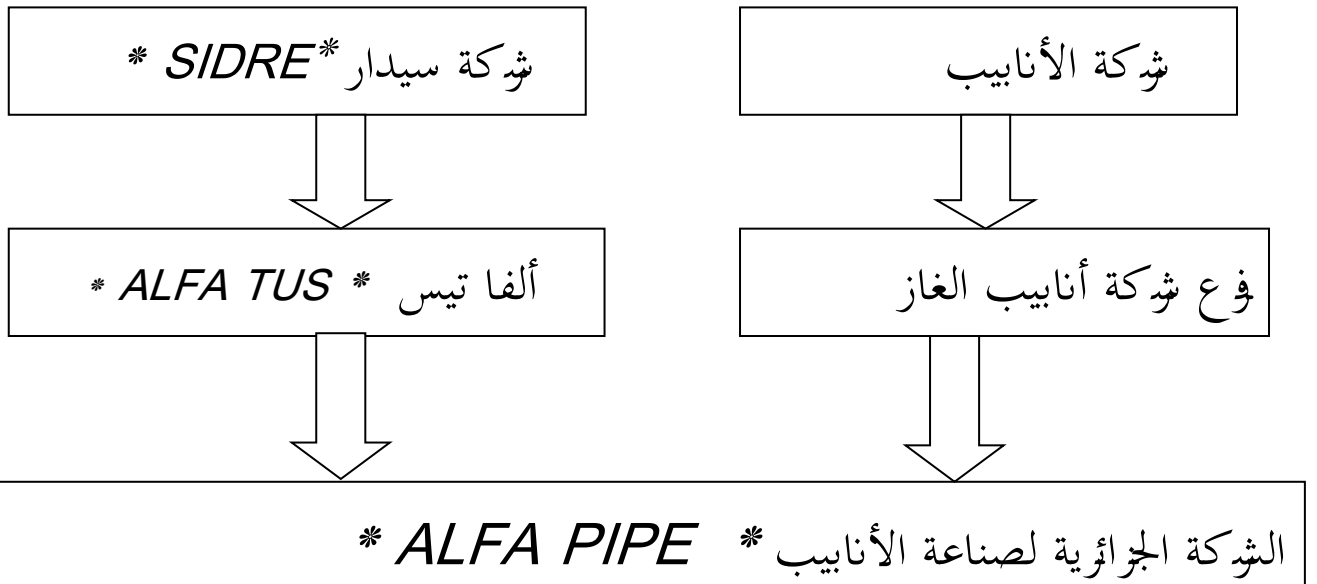 شركة الأنابيب
شركة سيدار *SIDRE *
فرع شركة أنابيب الغاز
ألفا تيس * ALFA TUS *
الشركة الجزائرية لصناعة الأنابيب * ALFA PIPE *